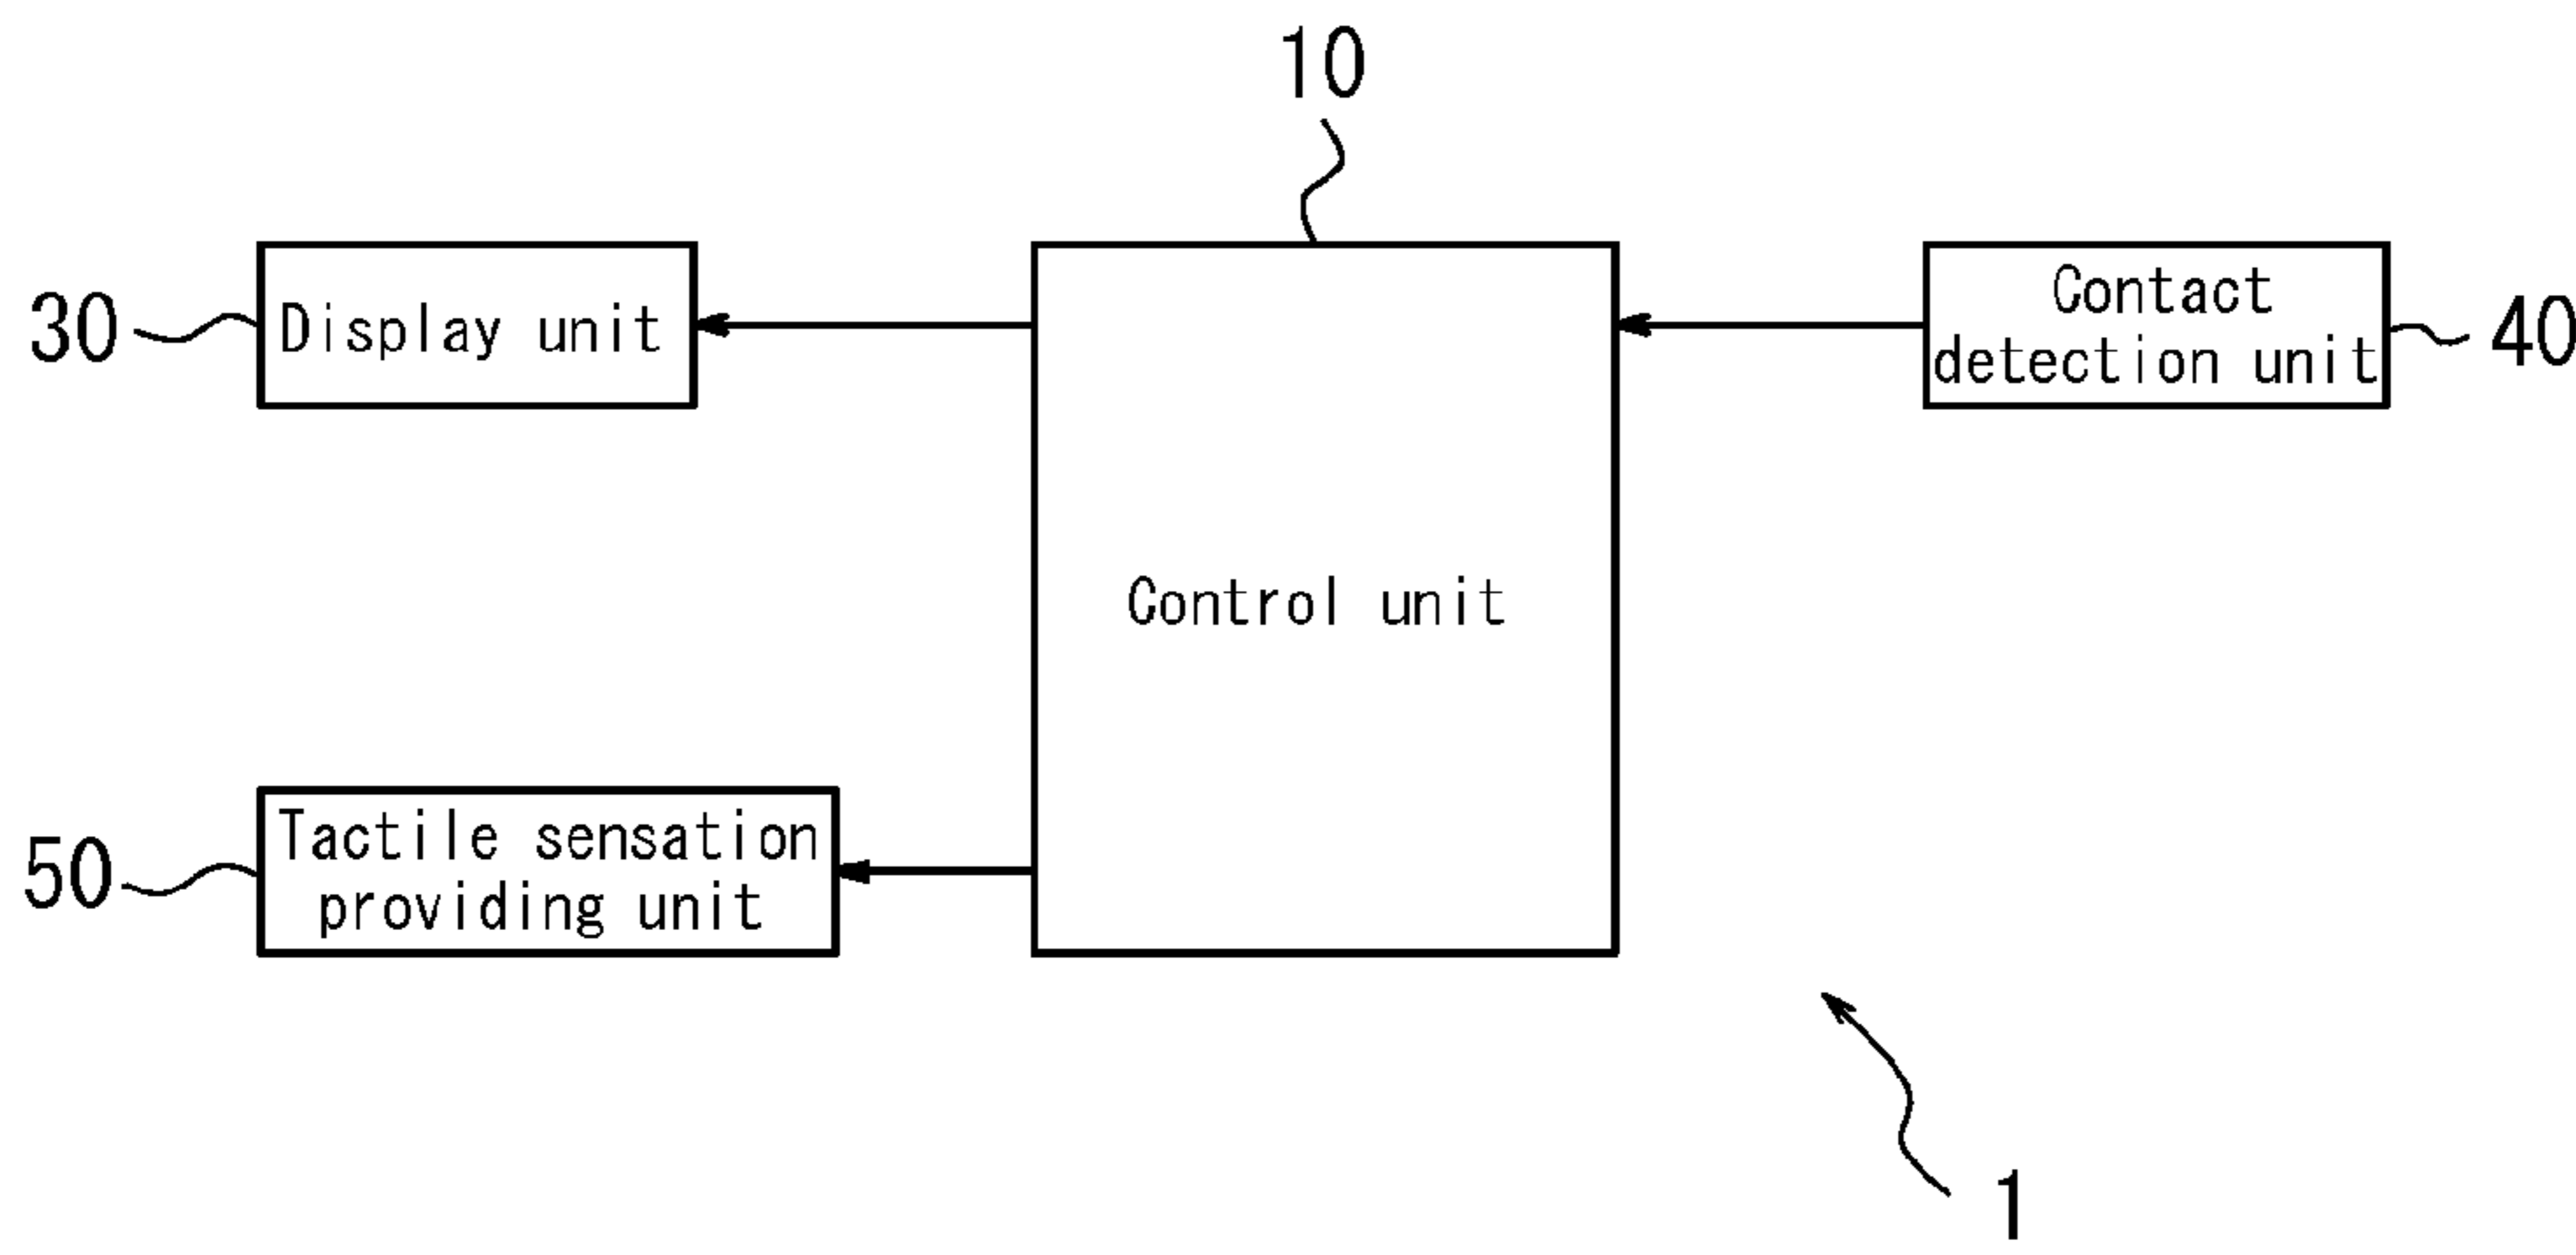 10
30
Display unit
Contact
detection unit
40
Control unit
50
Tactile sensation
providing unit
1